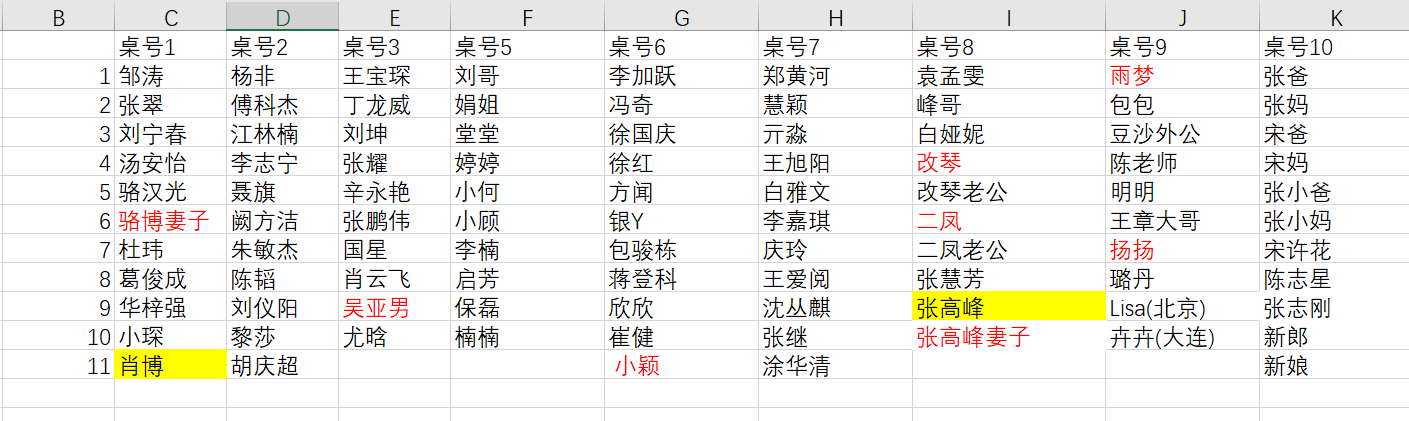 B C D E F G H I J K
桌号1 桌号2 桌号3 桌号5 桌号6 桌号7 桌号8 桌号9 桌号10
1 邹涛 杨非 王宝琛 刘哥 李加跃 郑黄河 袁孟雯 雨梦 张爸
2 张翠 傅科杰 丁龙威 娟姐 冯奇 慧颖 峰哥 包包 张妈
3 刘宁春 江林楠 刘坤 堂堂 徐国庆 亓淼 白娅妮 豆沙外公 宋爸
4 汤安怡 李志宁 张耀 婷婷 徐红 王旭阳 改琴 陈老师 宋妈
5 骆汉光 聂旗 辛永艳 小何 方闻 白雅文 改琴老公 明明 张小爸
6 骆博妻子 阙方洁 张鹏伟 小顾 银Y 李嘉琪 二凤 王章大哥 张小妈
7 杜玮 朱敏杰 国星 李楠 包骏栋 庆玲 二凤老公 扬扬 宋许花
8 葛俊成 陈韬 肖云飞 启芳 蒋登科 王爱阅 张慧芳 璐丹 陈志星
9 华梓强 刘仪阳 吴亚男 保磊 欣欣 沈丛麒 张高峰 Lisa(北京) 张志刚
10 小琛 黎莎 尤晗 楠楠 崔健 张继 张高峰妻子 卉卉(大连) 新郎
11 肖博 胡庆超 小颖 涂华清 新娘